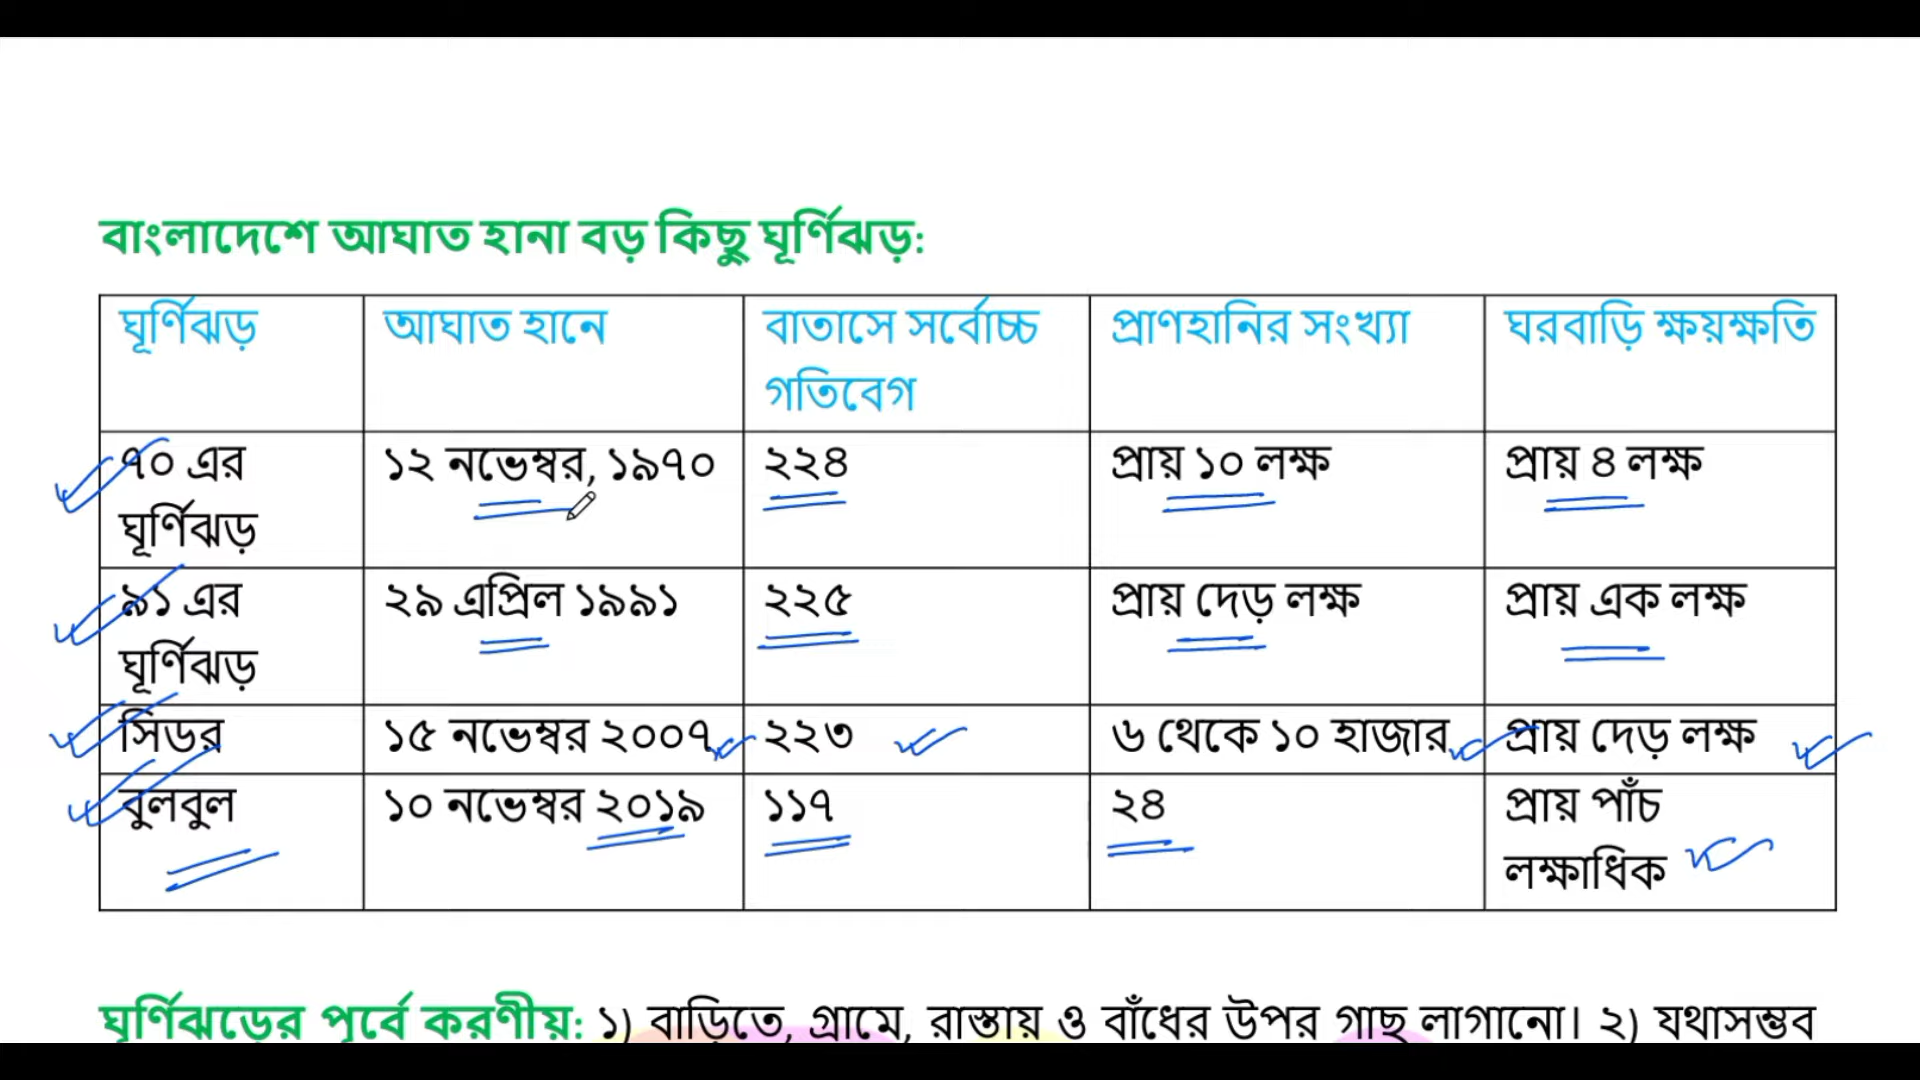 বাংলাদেশে আঘাত হানা বড় কিছু ঘূর্ণিঝড়:
ঘূর্ণিঝড় আঘাত হানে বাতাসে সর্বোচ্চ গতিবেগ প্রাণহানির সংখ্যা ঘরবাড়ি ক্ষয়ক্ষতি
৭০ এর ঘূর্ণিঝড় ১২ নভেম্বর, ১৯৭০ ২২৪ প্রায় ১০ লক্ষ প্রায় ৪ লক্ষ
৯১ এর ঘূর্ণিঝড় ২৯ এপ্রিল ১৯৯১ ২২৫ প্রায় দেড় লক্ষ প্রায় এক লক্ষ
সিডর ১৫ নভেম্বর ২০০৭ ২২৩ ৬ থেকে ১০ হাজার প্রায় দেড় লক্ষ
বুলবুল ১০ নভেম্বর ২০১৯ ১১৭ ২৪ প্রায় পাঁচ লক্ষাধিক
ঘূর্ণিঝড়ের পূর্বে করণীয়: ১) বাড়িতে, গ্রামে, রাস্তায় ও বাঁধের উপর গাছ লাগানো। ২) যথাসম্ভব